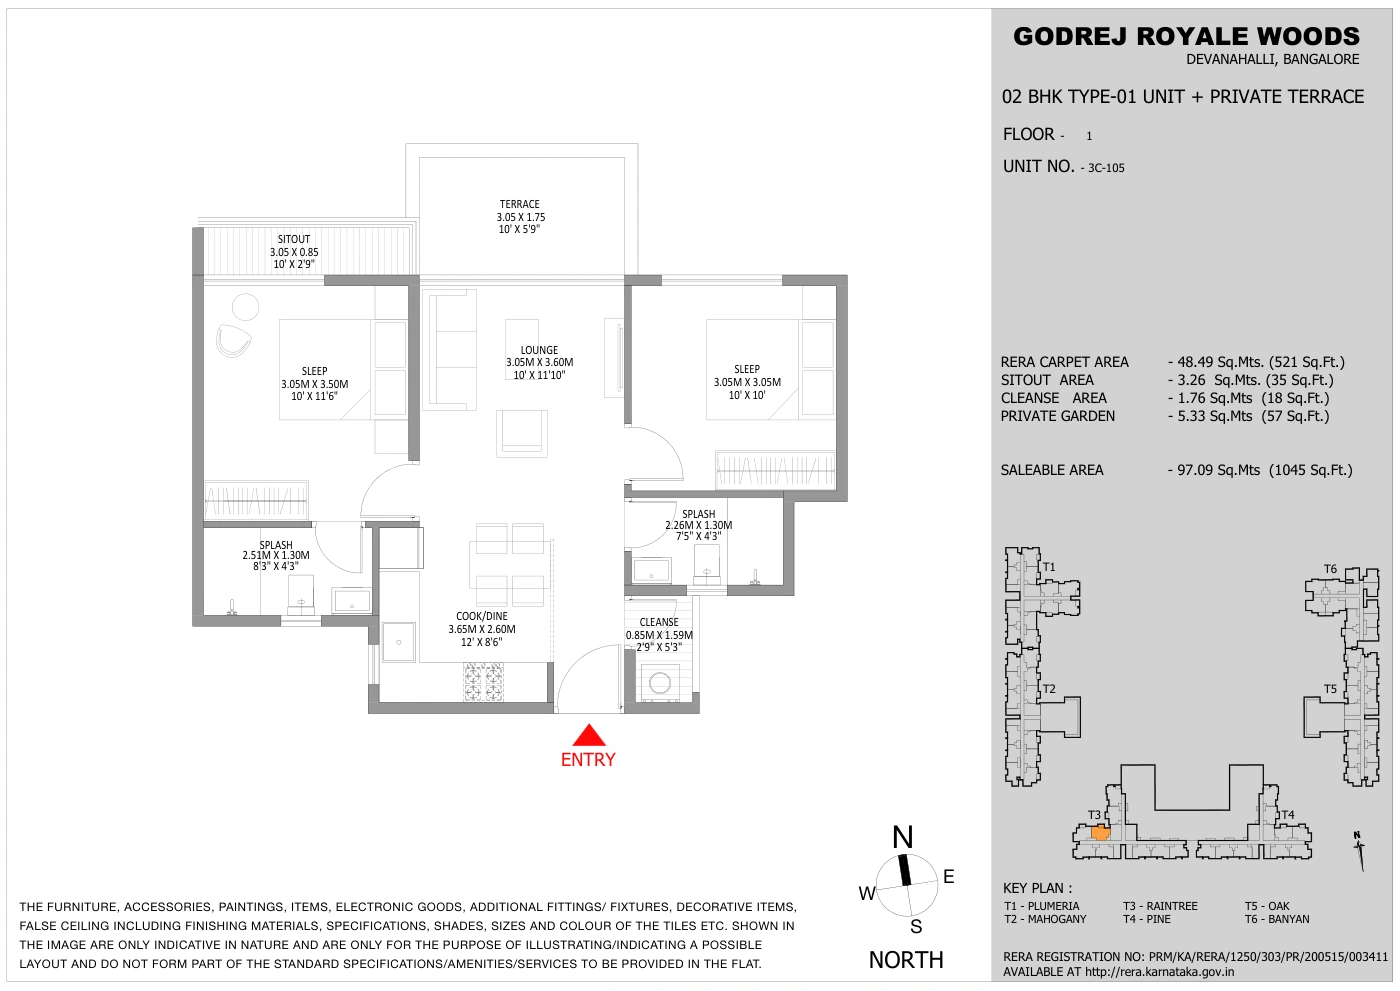 GODREJ ROYALE WOODS
DEVANAHALLI, BANGALORE
02 BHK TYPE-01 UNIT + PRIVATE TERRACE
FLOOR - 1
UNIT NO. - 3C-105
TERRACE
3.05 X 1.75
10' X 5'9"
SITOUT
3.05 X 0.85
10' X 2'9"
LOUNGE
3.05M X 3.60M
10' X 11'10"
SLEEP
3.05M X 3.50M
10' X 11'6"
SLEEP
3.05M X 3.05M
10' X 10'
SPLASH
2.26M X 1.30M
7'5" X 4'3"
SPLASH
2.51M X 1.30M
8'3" X 4'3"
COOK/DINE
3.65M X 2.60M
12' X 8'6"
CLEANSE
0.85M X 1.59M
2'9" X 5'3"
ENTRY
RERA CARPET AREA - 48.49 Sq.Mts. (521 Sq.Ft.)
SITOUT AREA - 3.26 Sq.Mts. (35 Sq.Ft.)
CLEANSE AREA - 1.76 Sq.Mts (18 Sq.Ft.)
PRIVATE GARDEN - 5.33 Sq.Mts (57 Sq.Ft.)
SALEABLE AREA - 97.09 Sq.Mts (1045 Sq.Ft.)
T1
T6
T2
T5
T3
T4
N
N
W
E
S
NORTH
KEY PLAN :
T1 - PLUMERIA T3 - RAINTREE T5 - OAK
T2 - MAHOGANY T4 - PINE T6 - BANYAN
RERA REGISTRATION NO: PRM/KA/RERA/1250/303/PR/200515/003411
AVAILABLE AT http://rera.karnataka.gov.in
THE FURNITURE, ACCESSORIES, PAINTINGS, ITEMS, ELECTRONIC GOODS, ADDITIONAL FITTINGS/ FIXTURES, DECORATIVE ITEMS,
FALSE CEILING INCLUDING FINISHING MATERIALS, SPECIFICATIONS, SHADES, SIZES AND COLOUR OF THE TILES ETC. SHOWN IN
THE IMAGE ARE ONLY INDICATIVE IN NATURE AND ARE ONLY FOR THE PURPOSE OF ILLUSTRATING/INDICATING A POSSIBLE
LAYOUT AND DO NOT FORM PART OF THE STANDARD SPECIFICATIONS/AMENITIES/SERVICES TO BE PROVIDED IN THE FLAT.